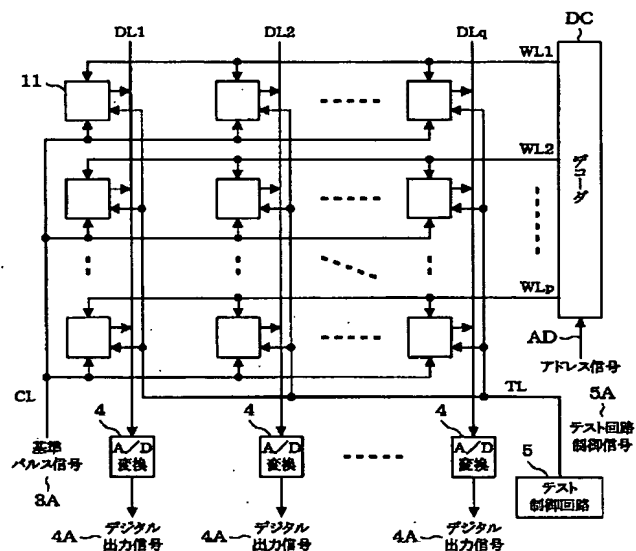 DL1
DL2
DLq
DC
11
WL1
WL2
WLp
デコーダ
AD
アドレス信号
CL
TL
5A
テスト回路
制御信号
基準
パルス信号
3A
4
A/D
変換
4
A/D
変換
4
A/D
変換
5
テスト
制御回路
4A
デジタル
出力信号
4A
デジタル
出力信号
4A
デジタル
出力信号